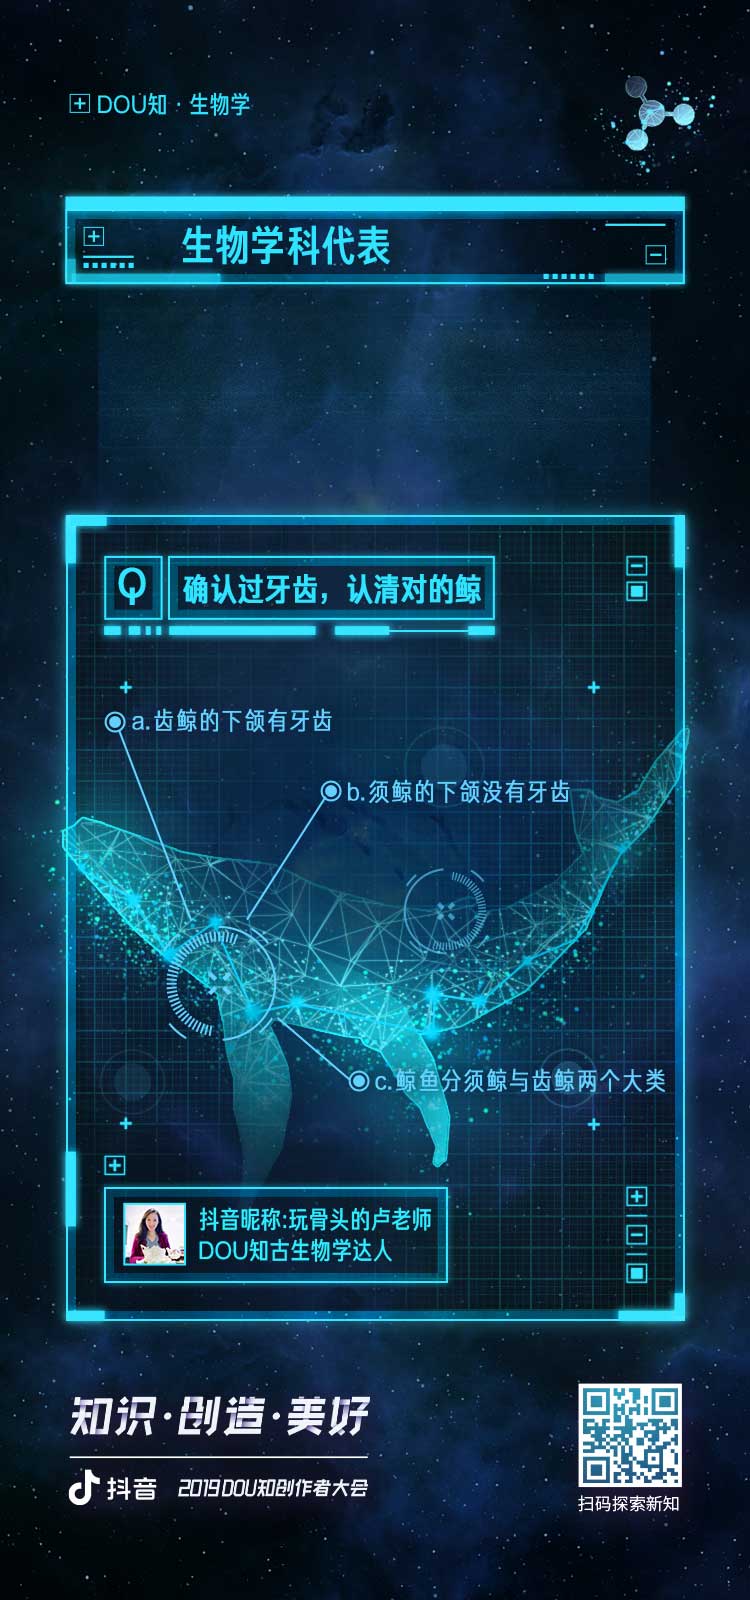 DOU知 · 生物学
生物学科代表
Q 确认过牙齿，认清对的鲸
a.齿鲸的下颌有牙齿
b.须鲸的下颌没有牙齿
c.鲸鱼分须鲸与齿鲸两个大类
抖音昵称:玩骨头的卢老师
DOU知古生物学达人
知识·创造·美好
抖音 2019DOU知创作者大会
扫码探索新知